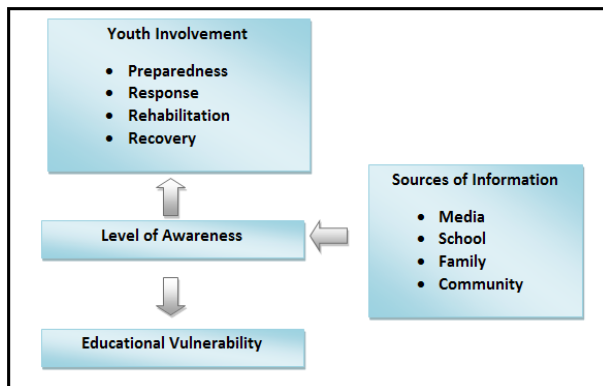 Youth Involvement
• Preparedness
• Response
• Rehabilitation
• Recovery
Sources of Information
• Media
• School
• Family
• Community
Level of Awareness
Educational Vulnerability